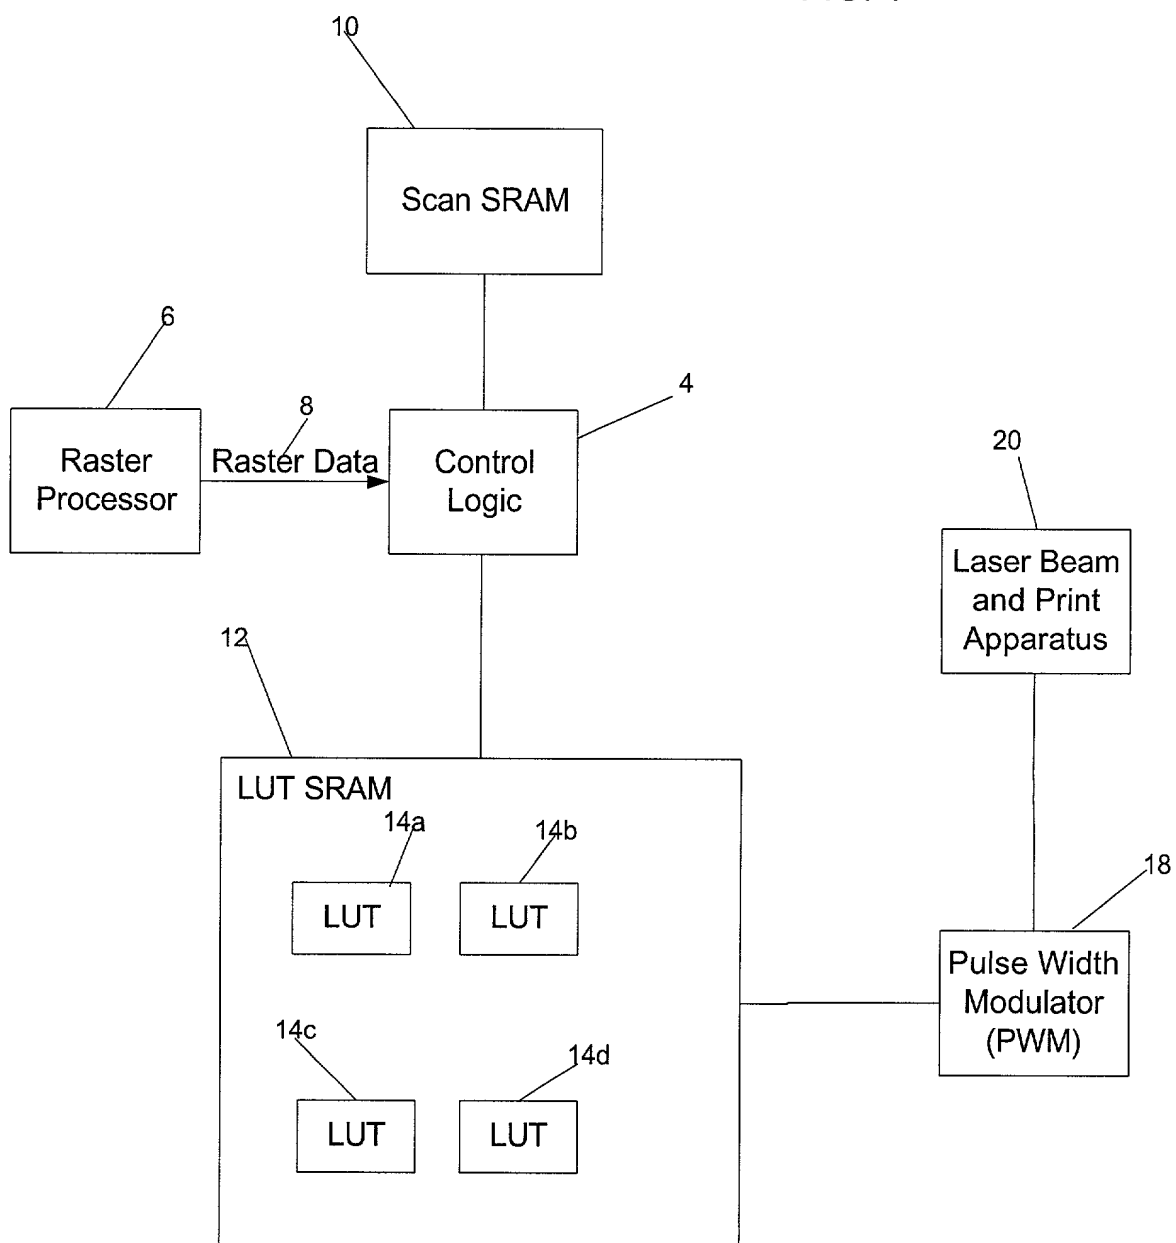 10
Scan SRAM
6
8
4
Raster
Processor
Raster Data
Control
Logic
20
Laser Beam
and Print
Apparatus
12
LUT SRAM
14a
14b
LUT
LUT
18
Pulse Width
Modulator
(PWM)
14c
14d
LUT
LUT